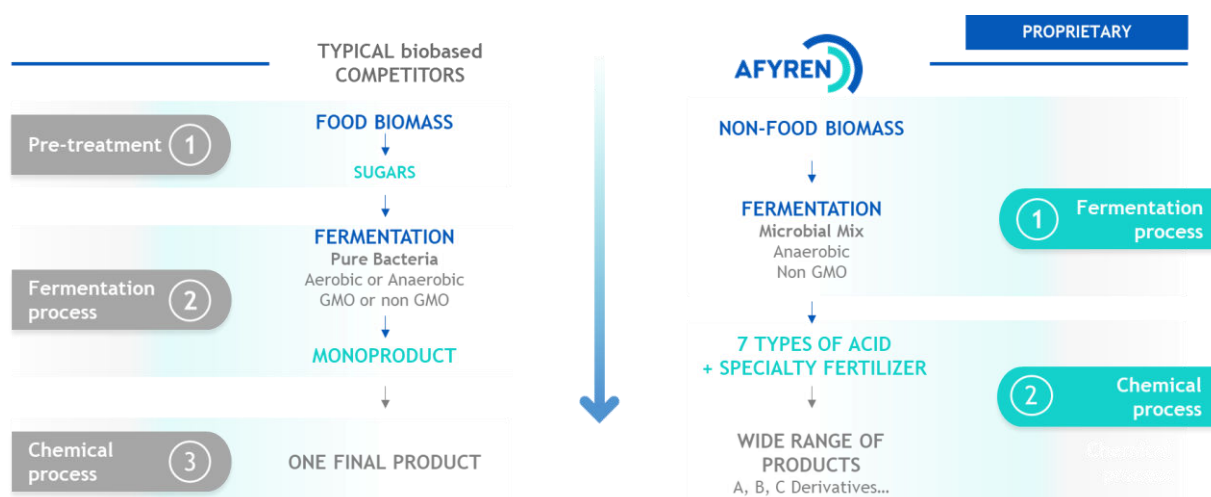 TYPICAL biobased
COMPETITORS
Pre-treatment 1
FOOD BIOMASS
SUGARS
Fermentation
process 2
FERMENTATION
Pure Bacteria
Aerobic or Anaerobic
GMO or non GMO
MONOPRODUCT
Chemical
process 3
ONE FINAL PRODUCT
PROPRIETARY
AFYREN
NON-FOOD BIOMASS
FERMENTATION
Microbial Mix
Anaerobic
Non GMO
1 Fermentation
process
7 TYPES OF ACID
+ SPECIALTY FERTILIZER
2 Chemical
process
WIDE RANGE OF
PRODUCTS
A, B, C Derivatives…
Chemical
process